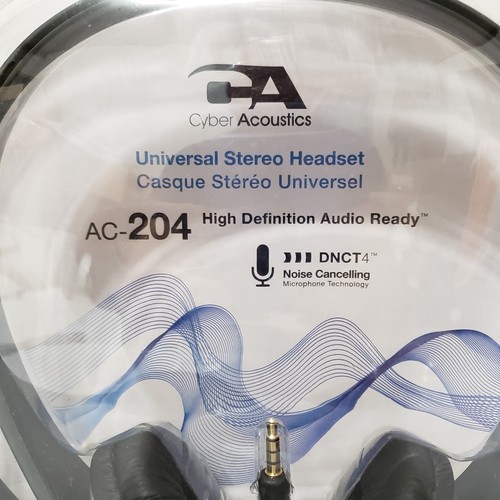 CA
Cyber Acoustics
Universal Stereo Headset
Casque Stéréo Universel
AC-204 High Definition Audio Ready™
DNCT4™
Noise Cancelling
Microphone Technology